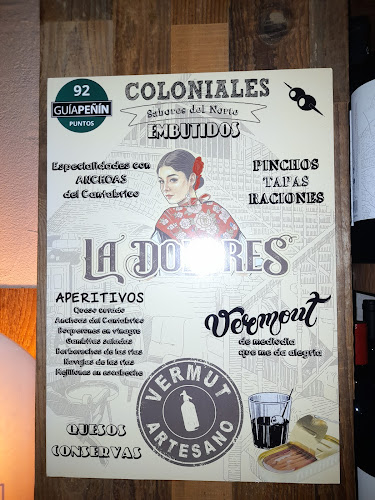 92
GUÍAPEÑÍN
PUNTOS
COLONIALES
Sabores del Norte
EMBUTIDOS
Especialidades con
ANCHOAS
del Cantábrico
PINCHOS
TAPAS
RACIONES
LA DOLORES
APERITIVOS
Queso curado
Anchoas del Cantábrico
Boquerones en vinagre
Gambitas saladas
Berberechos de las rías
Navajas de las rías
Mejillones en escabeche
Vermout
de mediodía
que me da alegría
VERMUT
ARTESANO
QUESOS
CONSERVAS